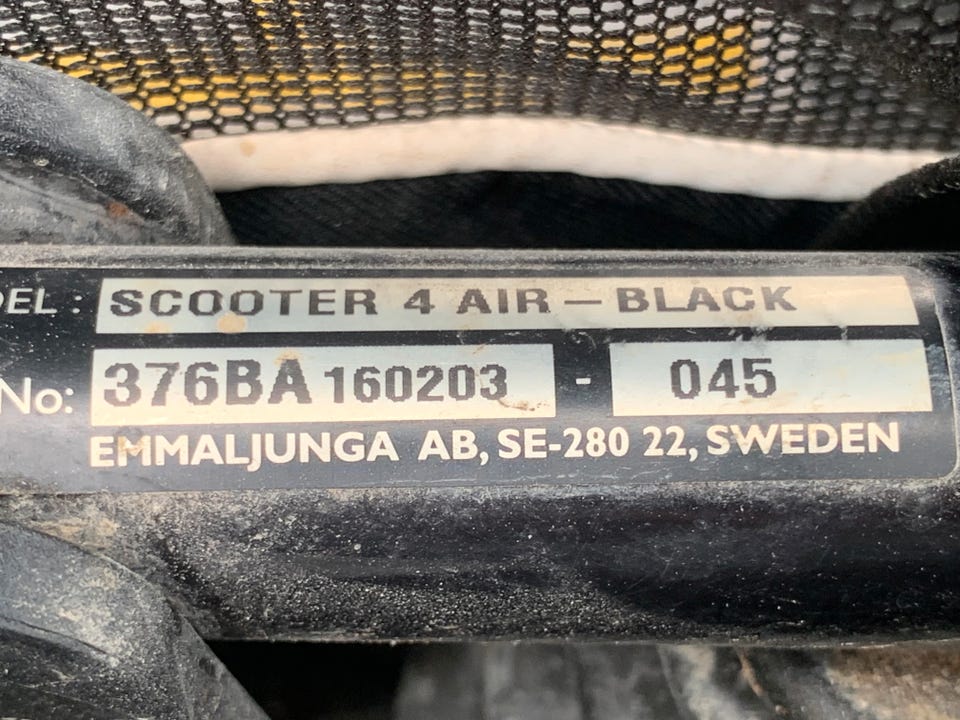 DEL : SCOOTER 4 AIR – BLACK
No: 376BA 160203 - 045
EMMALJUNGA AB, SE-280 22, SWEDEN